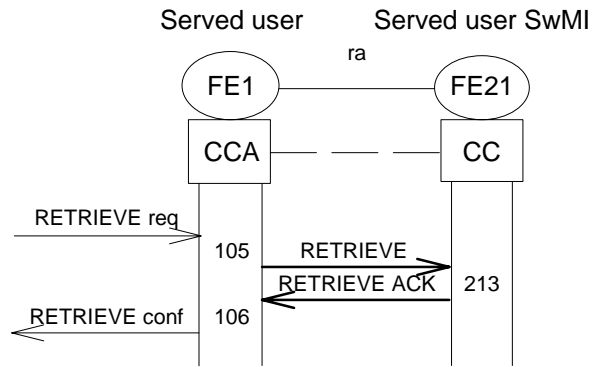 Served user
Served user SwMI
ra
FE1
FE21
CCA
CC
RETRIEVE req
105
RETRIEVE
RETRIEVE ACK
213
106
RETRIEVE conf